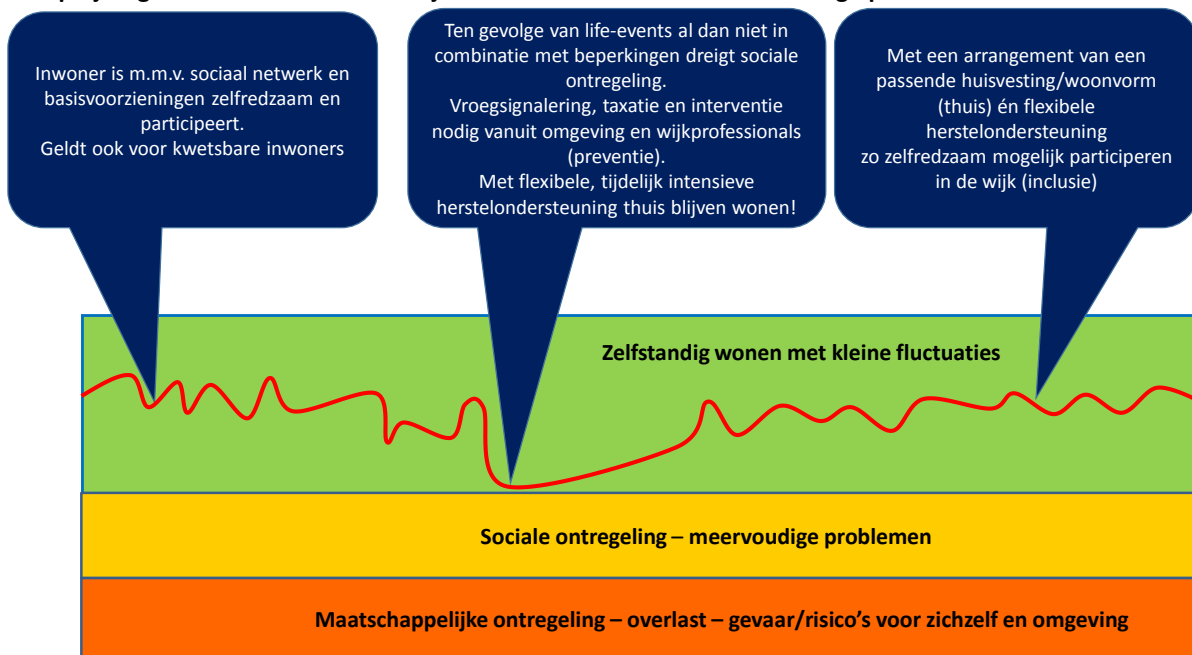 Inwoner is m.m.v. sociaal netwerk en
basisvoorzieningen zelfredzaam en
participeert.
Geldt ook voor kwetsbare inwoners
Ten gevolge van life-events al dan niet in
combinatie met beperkingen dreigt sociale
ontregeling.
Vroegsignalering, taxatie en interventie
nodig vanuit omgeving en wijkprofessionals
(preventie).
Met flexibele, tijdelijk intensieve
herstelondersteuning thuis blijven wonen!
Met een arrangement van een
passende huisvesting/woonvorm
(thuis) én flexibele
herstelondersteuning
zo zelfredzaam mogelijk participeren
in de wijk (inclusie)
Zelfstandig wonen met kleine fluctuaties
Sociale ontregeling – meervoudige problemen
Maatschappelijke ontregeling – overlast – gevaar/risico's voor zichzelf en omgeving